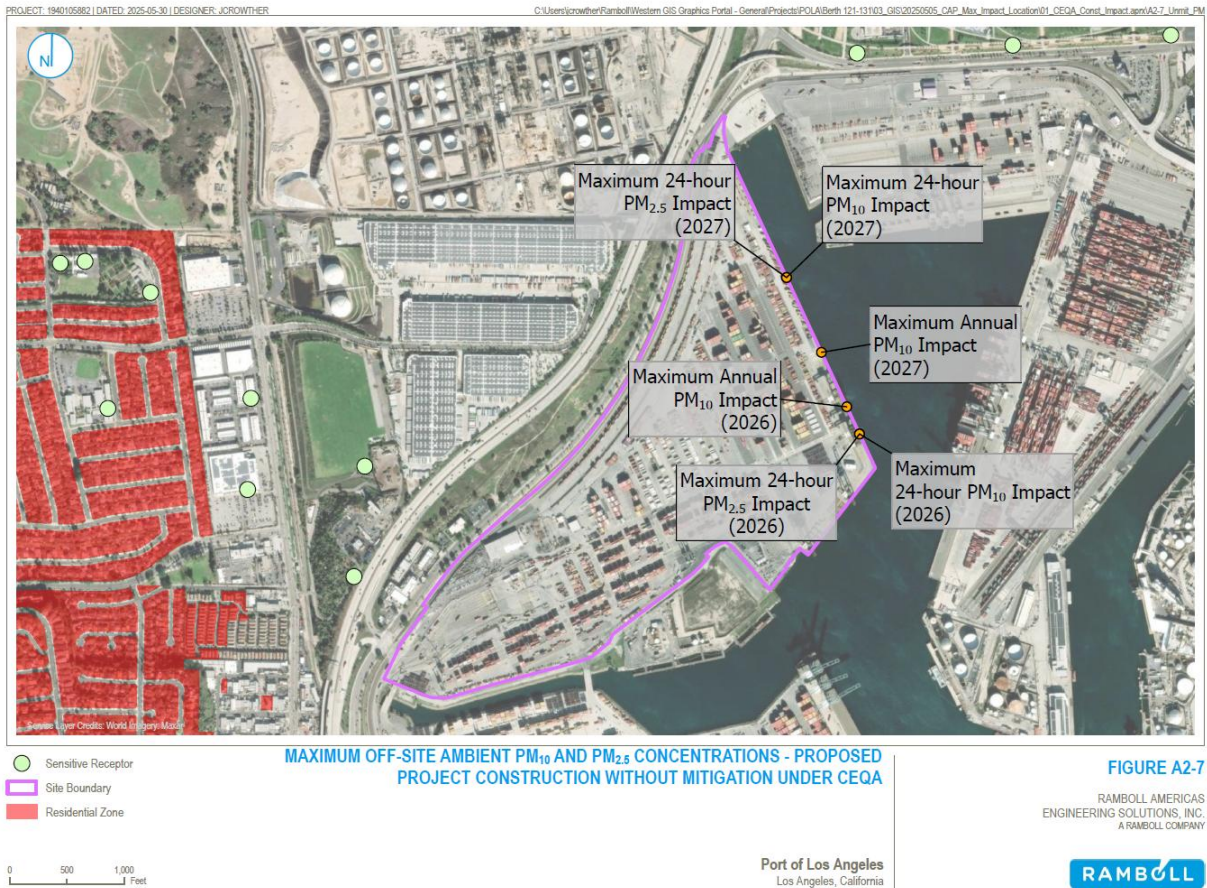 PROJECT: 1940105882 | DATED: 2025-05-30 | DESIGNER: JCROWTHER
C:\Users\jcrowther\Ramboll\Western GIS Graphics Portal - General\Projects\POLA\Berth 121-131\03_GIS\20250505_CAP_Max_Impact_Location\01_CEQA_Const_Impact.aprx\A2-7_Unmit_PM
N
Maximum 24-hour
PM2.5 Impact
(2027)
Maximum 24-hour
PM10 Impact
(2027)
Maximum Annual
PM10 Impact
(2027)
Maximum Annual
PM10 Impact
(2026)
Maximum 24-hour
PM2.5 Impact
(2026)
Maximum
24-hour PM10 Impact
(2026)
Service Layer Credits: World Imagery: Maxar
Sensitive Receptor
Site Boundary
Residential Zone
0 500 1,000
Feet
MAXIMUM OFF-SITE AMBIENT PM10 AND PM2.5 CONCENTRATIONS - PROPOSED
PROJECT CONSTRUCTION WITHOUT MITIGATION UNDER CEQA
Port of Los Angeles
Los Angeles, California
FIGURE A2-7
RAMBOLL AMERICAS
ENGINEERING SOLUTIONS, INC.
A RAMBOLL COMPANY
RAMBOLL